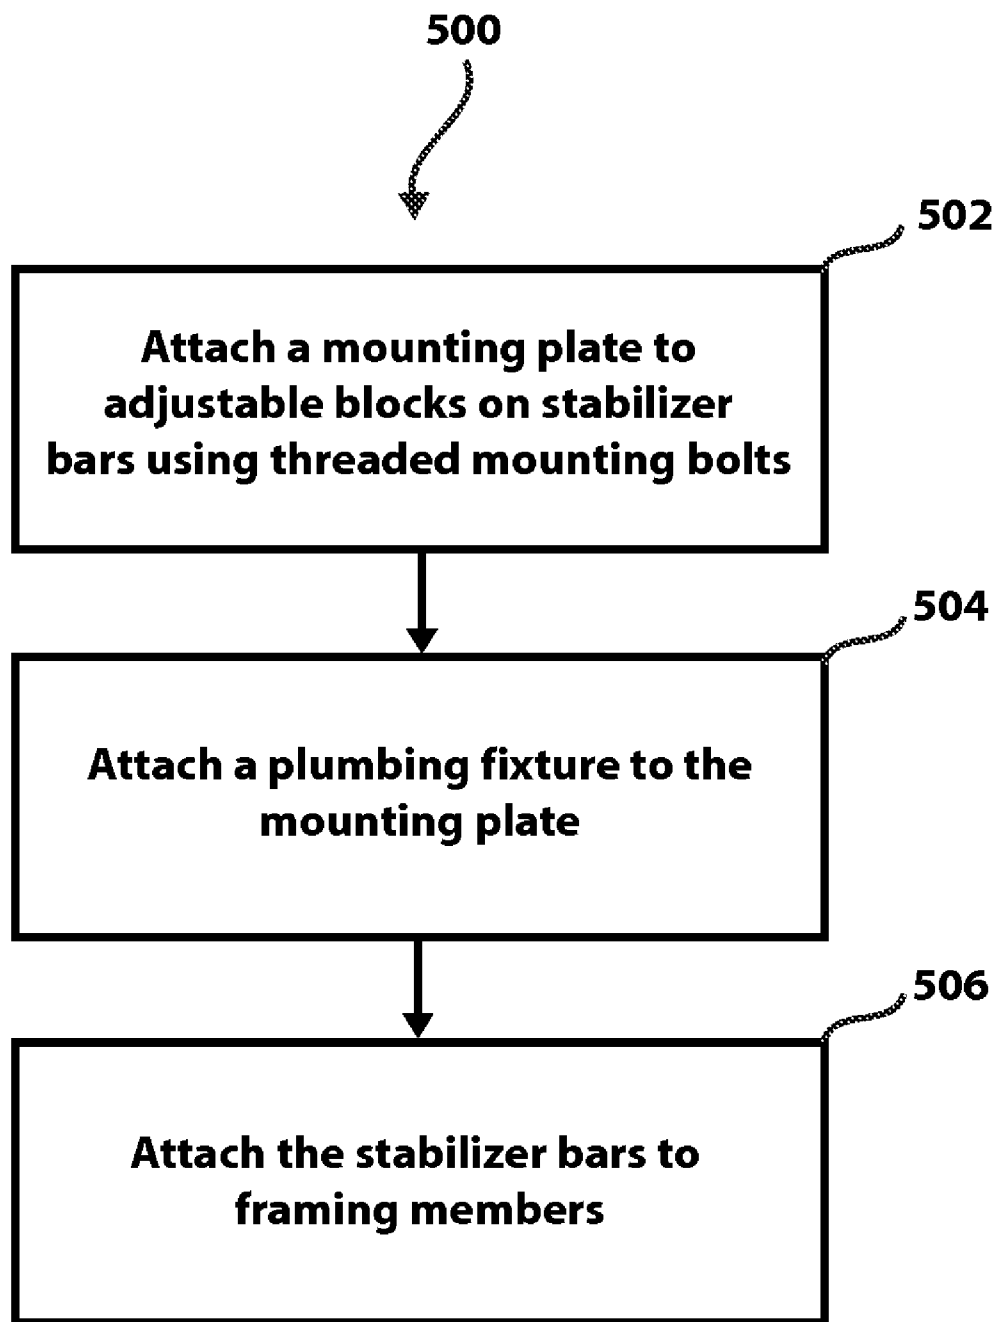 500
502
Attach a mounting plate to
adjustable blocks on stabilizer
bars using threaded mounting bolts
504
Attach a plumbing fixture to the
mounting plate
506
Attach the stabilizer bars to
framing members